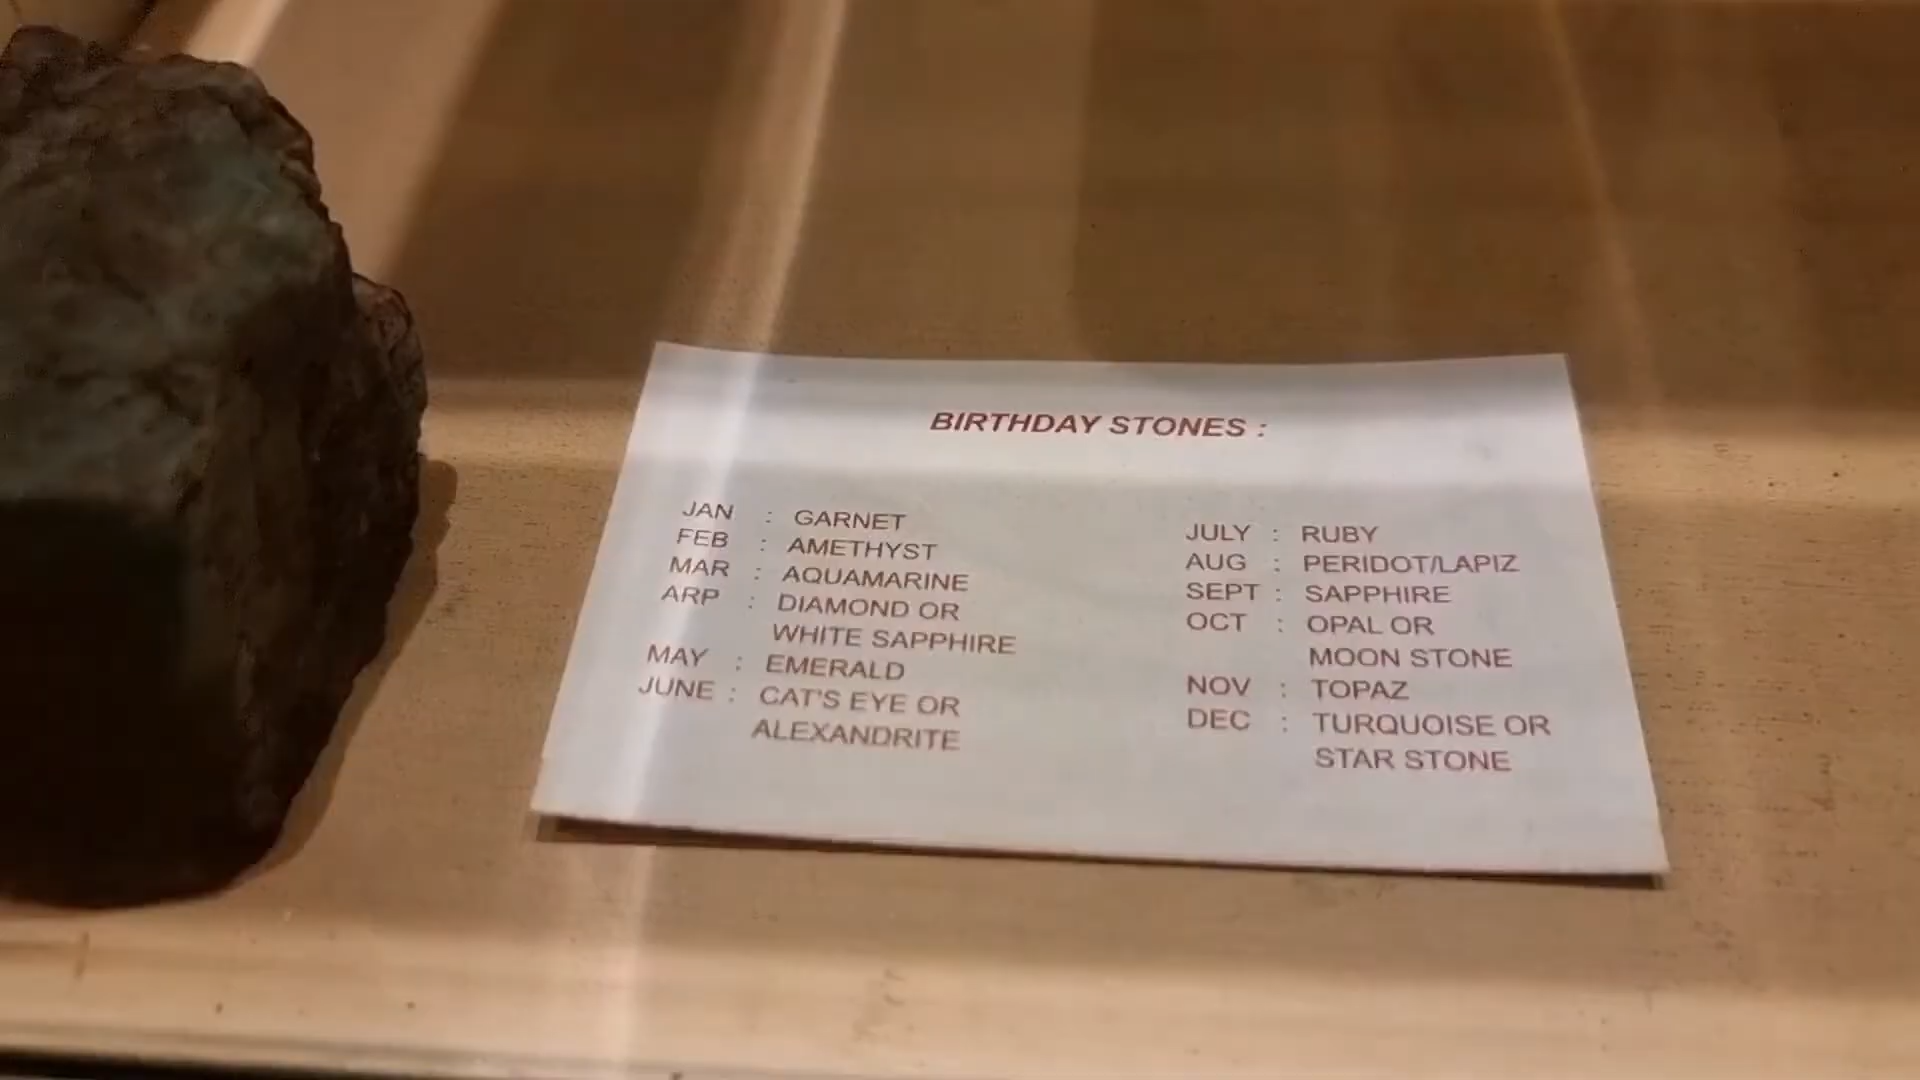 BIRTHDAY STONES :
JAN : GARNET
FEB : AMETHYST
MAR : AQUAMARINE
ARP : DIAMOND OR
WHITE SAPPHIRE
MAY : EMERALD
JUNE : CAT'S EYE OR
ALEXANDRITE
JULY : RUBY
AUG : PERIDOT/LAPIZ
SEPT : SAPPHIRE
OCT : OPAL OR
MOON STONE
NOV : TOPAZ
DEC : TURQUOISE OR
STAR STONE